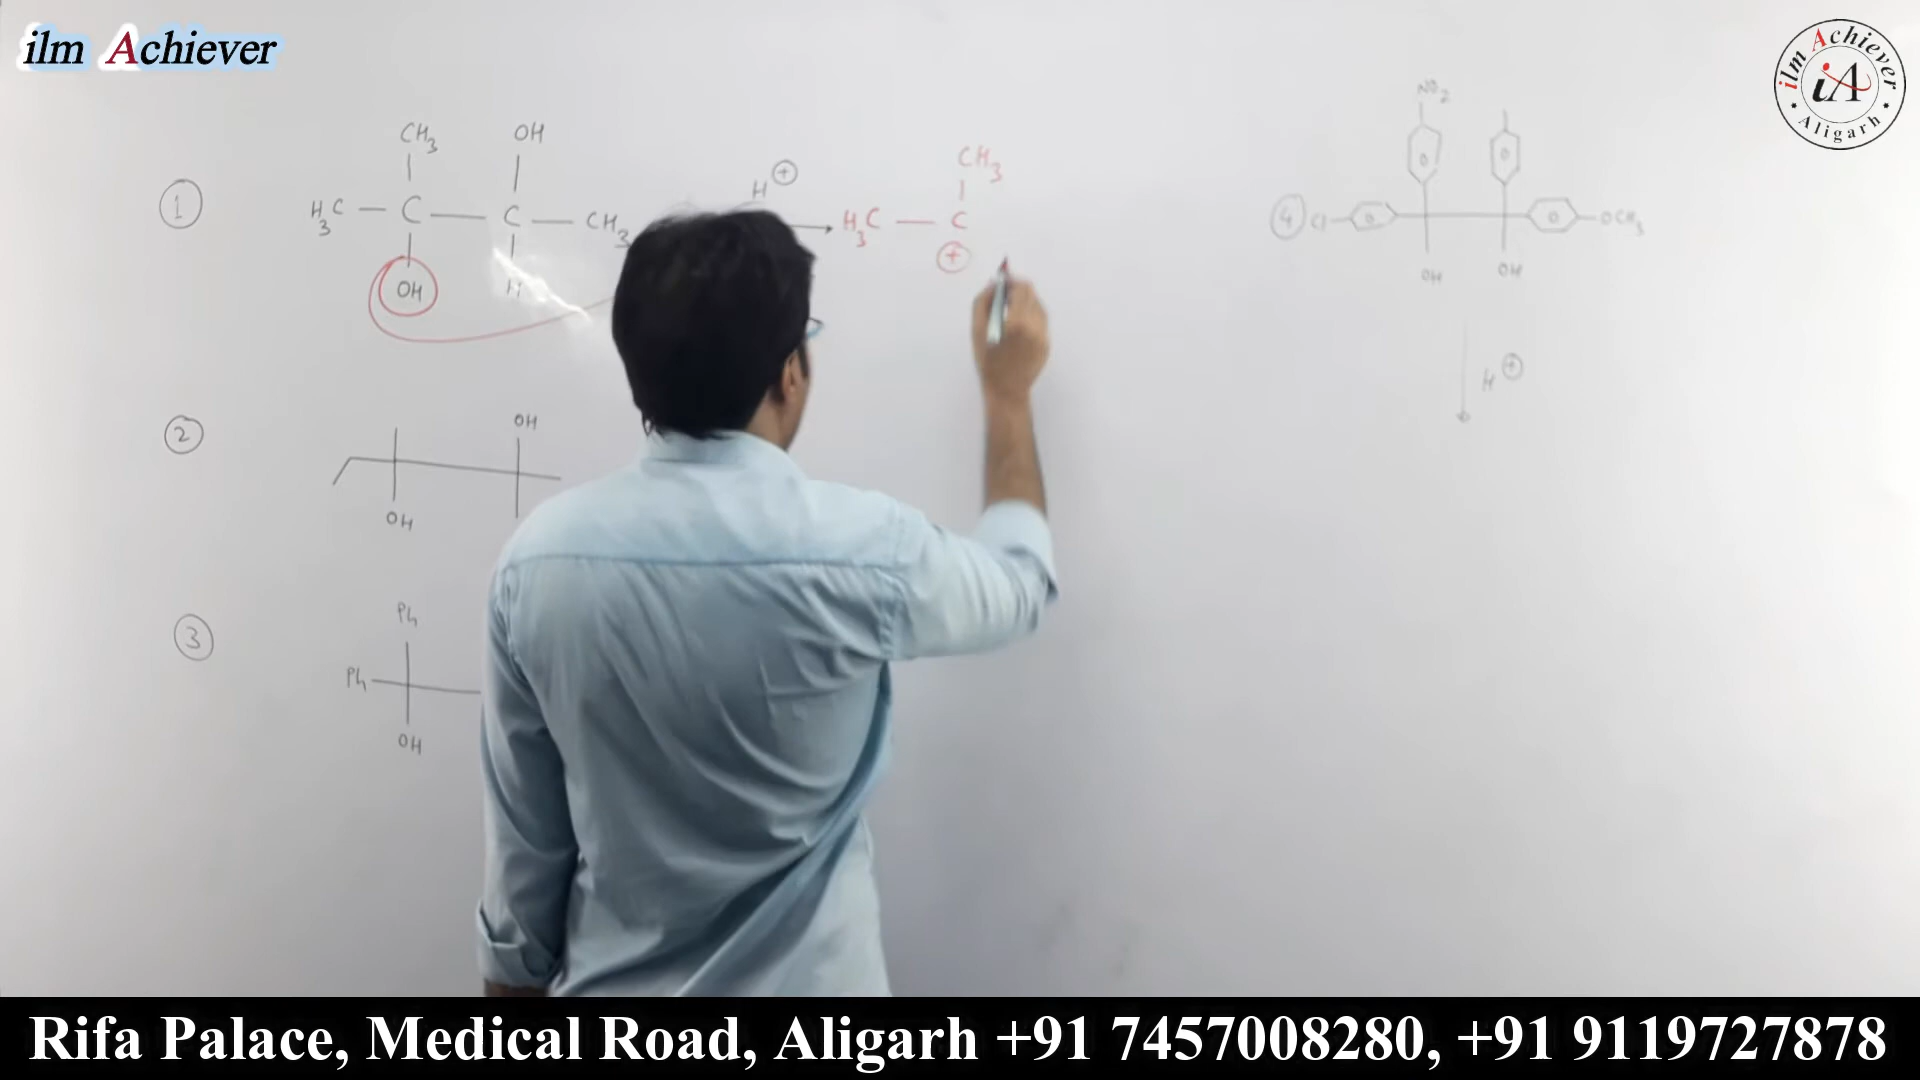 ilm Achiever
ilm Achiever
iA
Aligarh
1
CH3 OH
H3C — C — C — CH3
OH H
H⊕
CH3
H3C — C
⊕
2
OH
OH
3
Ph
Ph
OH
4
NO2
Cl OCH3
OH OH
H⊕
Rifa Palace, Medical Road, Aligarh +91 7457008280, +91 9119727878